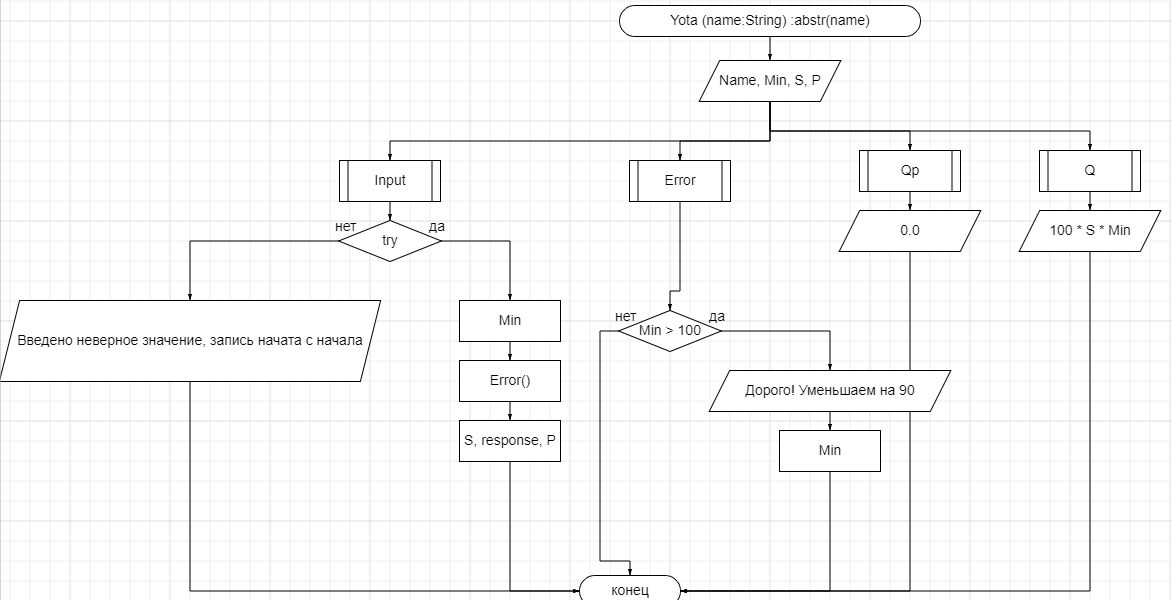 Yota (name:String) :abstr(name)
Name, Min, S, P
Input
Error
Qp
Q
нет
try
да
0.0
100 * S * Min
Введено неверное значение, запись начата с начала
Min
Error()
S, response, P
нет
Min > 100
да
Дорого! Уменьшаем на 90
Min
конец